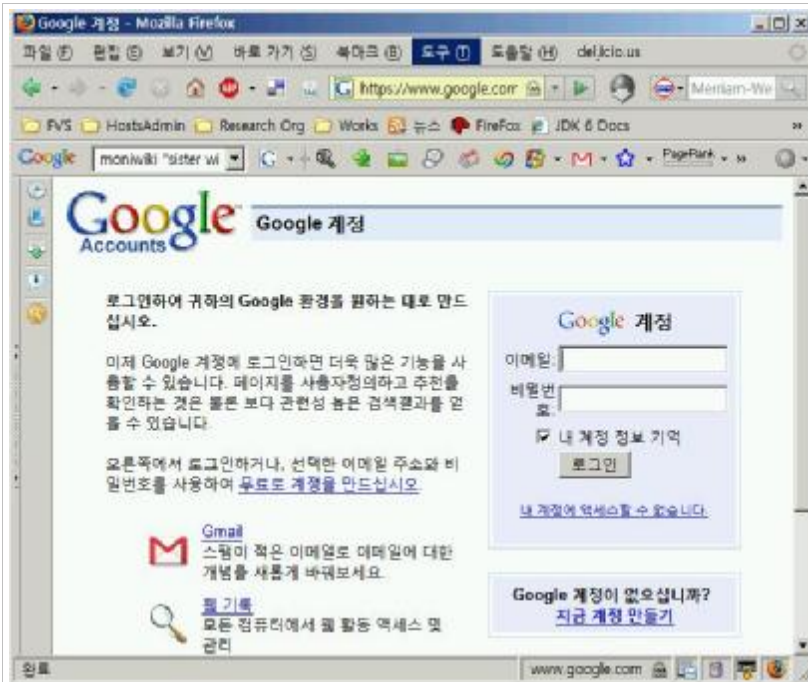 Google 계정 - Mozilla Firefox
파일(F) 편집(E) 보기(V) 바로 가기(S) 북마크(B) 도구(T) 도움말(H) del.icio.us
https://www.google.com Merriam-We
FVS HostsAdmin Research Org Works 뉴스 FireFox JDK 6 Docs
Google moniwiki "sister wi PageRank
Google Accounts
Google 계정
로그인하여 귀하의 Google 환경을 원하는 대로 만드
십시오.
이제 Google 계정에 로그인하면 더욱 많은 기능을 사
용할 수 있습니다. 페이지를 사용자정의하고 추천을
확인하는 것은 물론 보다 관련성 높은 검색결과를 얻
을 수 있습니다.
오른쪽에서 로그인하거나, 선택한 이메일 주소와 비
밀번호를 사용하여 무료로 계정을 만드십시오.
Gmail
스팸이 적은 이메일로 이메일에 대한
개념을 새롭게 바꿔보세요.
웹 기록
모든 컴퓨터에서 웹 활동 액세스 및
관리
Google 계정
이메일:
비밀번
호:
내 계정 정보 기억
로그인
내 계정에 액세스할 수 없습니다.
Google 계정이 없으십니까?
지금 계정 만들기
완료 www.google.com